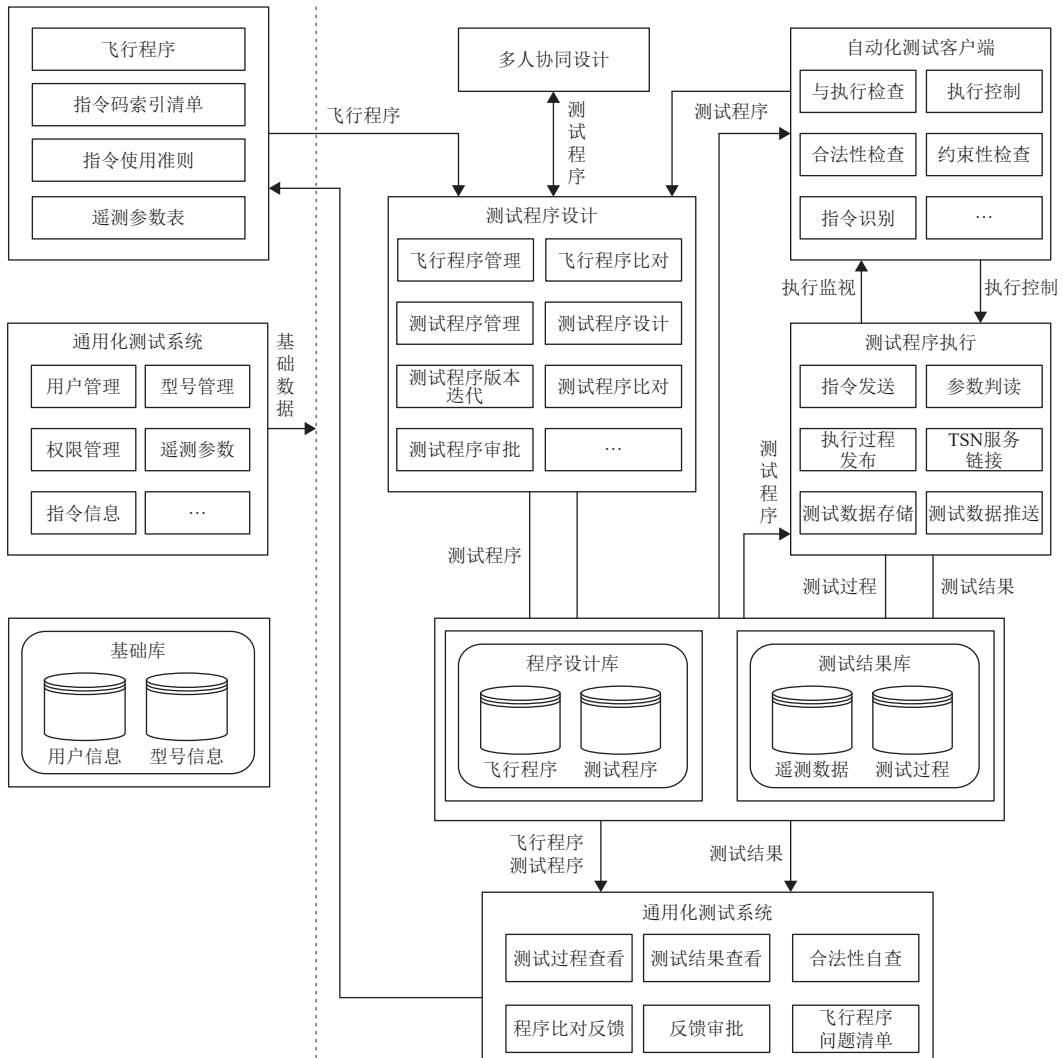 飞行程序
指令码索引清单
指令使用准则
遥测参数表
飞行程序
多人协同设计
测
试
程
序
测试程序
自动化测试客户端
与执行检查
执行控制
合法性检查
约束性检查
指令识别
…
测试程序设计
飞行程序管理
飞行程序比对
测试程序管理
测试程序设计
测试程序版本
迭代
测试程序比对
测试程序审批
…
执行监视
执行控制
通用化测试系统
用户管理
型号管理
权限管理
遥测参数
指令信息
…
基
础
数
据
测试程序执行
指令发送
参数判读
执行过程
发布
TSN服务
链接
测试数据存储
测试数据推送
测
试
程
序
测试程序
测试过程
测试结果
基础库
用户信息
型号信息
程序设计库
飞行程序
测试程序
测试结果库
遥测数据
测试过程
飞行程序
测试程序
测试结果
通用化测试系统
测试过程查看
测试结果查看
合法性自查
程序比对反馈
反馈审批
飞行程序
问题清单